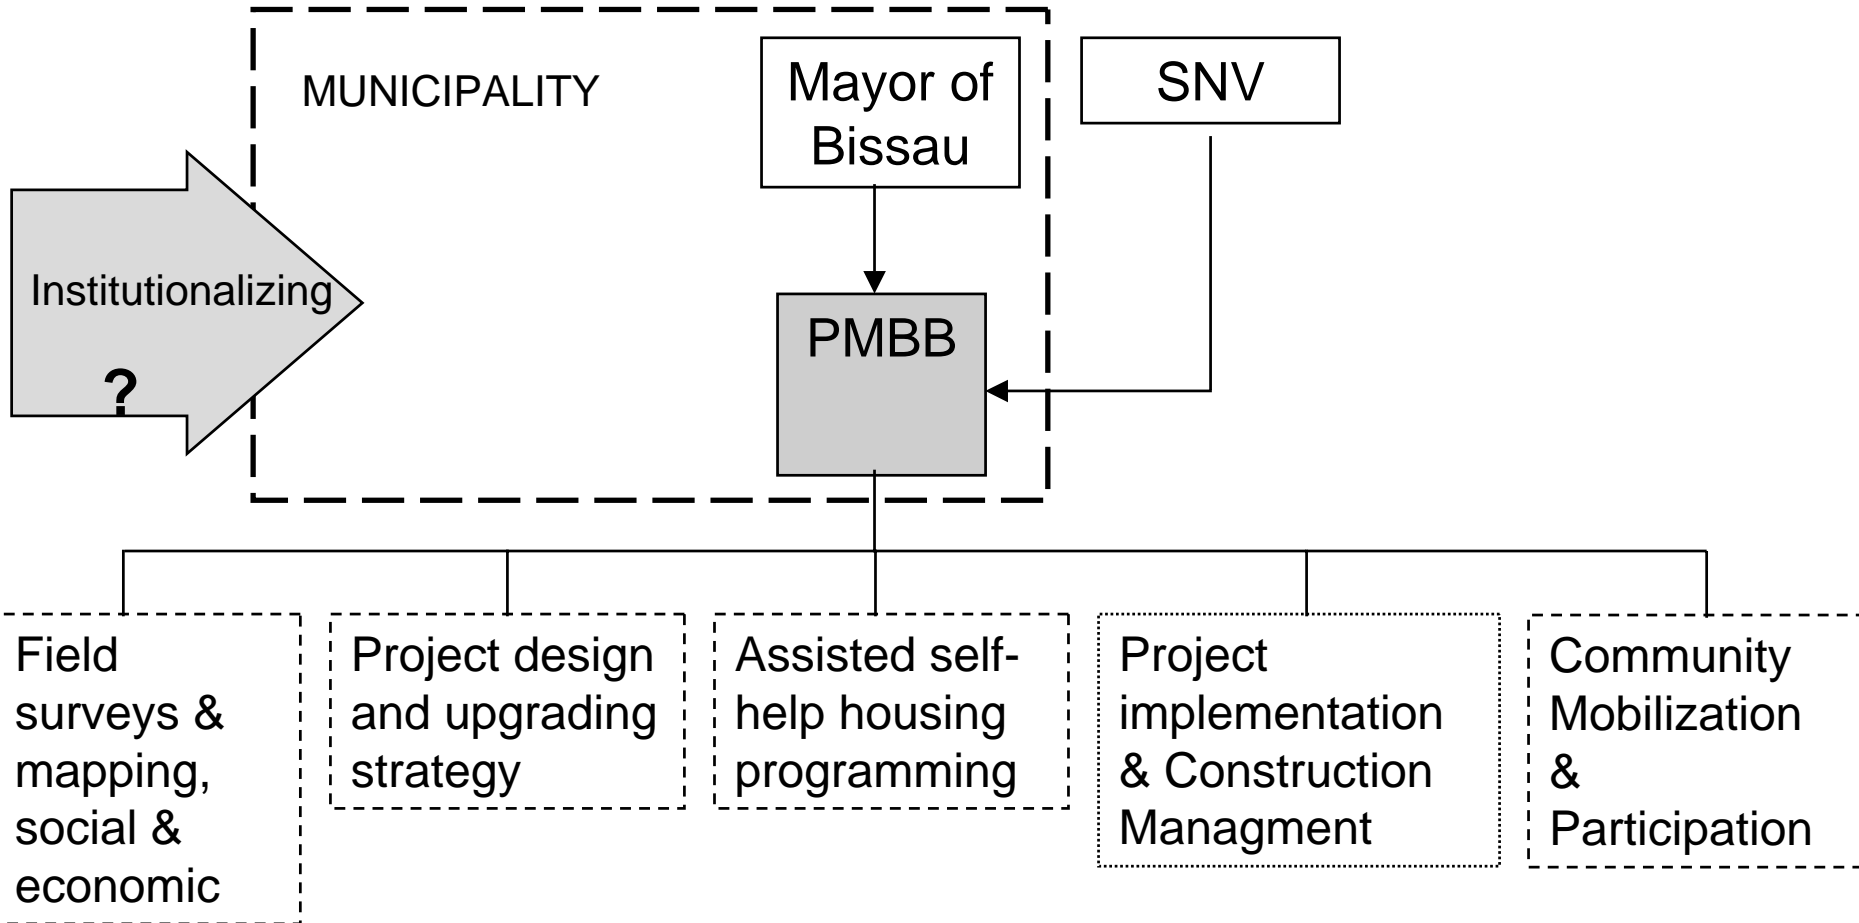 MUNICIPALITY
Mayor of
Bissau
SNV
Institutionalizing
?
PMBB
Field
surveys &
mapping,
social &
economic
Project design
and upgrading
strategy
Assisted self-
help housing
programming
Project
implementation
& Construction
Managment
Community
Mobilization
&
Participation